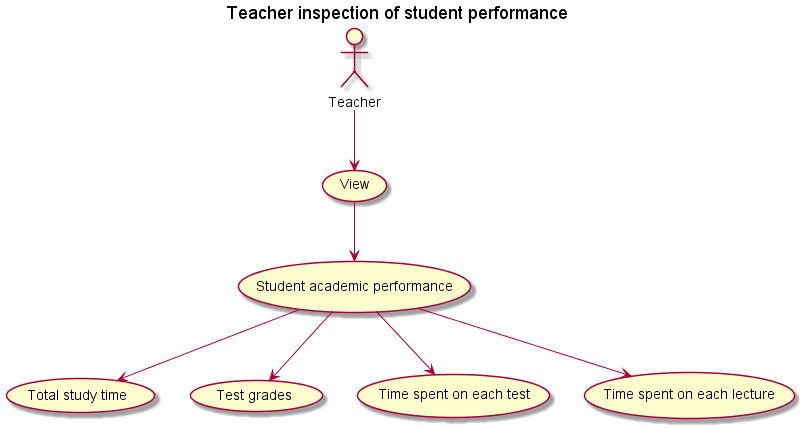 Teacher inspection of student performance
Teacher
View
Student academic performance
Total study time
Test grades
Time spent on each test
Time spent on each lecture